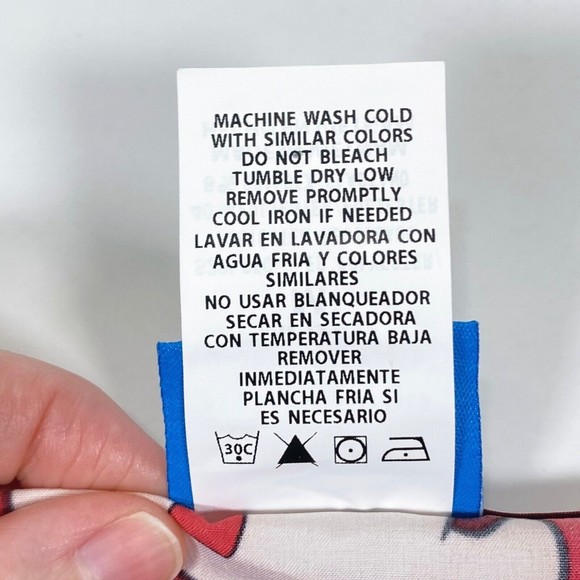 MACHINE WASH COLD
WITH SIMILAR COLORS
DO NOT BLEACH
TUMBLE DRY LOW
REMOVE PROMPTLY
COOL IRON IF NEEDED
LAVAR EN LAVADORA CON
AGUA FRIA Y COLORES
SIMILARES
NO USAR BLANQUEADOR
SECAR EN SECADORA
CON TEMPERATURA BAJA
REMOVER
INMEDIATAMENTE
PLANCHA FRIA SI
ES NECESARIO
30C